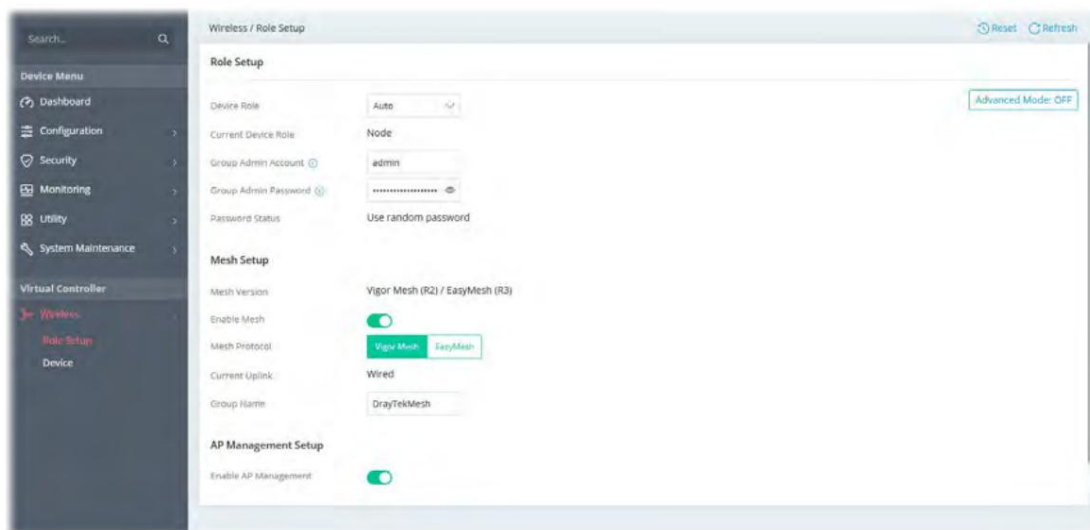 Search...
Device Menu
Dashboard
Configuration
Security
Monitoring
Utility
System Maintenance
Virtual Controller
Wireless
Role Setup
Device
Wireless / Role Setup
Reset
Refresh
Role Setup
Advanced Mode: OFF
Device Role
Auto
Current Device Role
Node
Group Admin Account
admin
Group Admin Password
Password Status
Use random password
Mesh Setup
Mesh Version
Vigor Mesh (R2) / EasyMesh (R3)
Enable Mesh
Mesh Protocol
Vigor Mesh
EasyMesh
Current Uplink
Wired
Group Name
DrayTekMesh
AP Management Setup
Enable AP Management